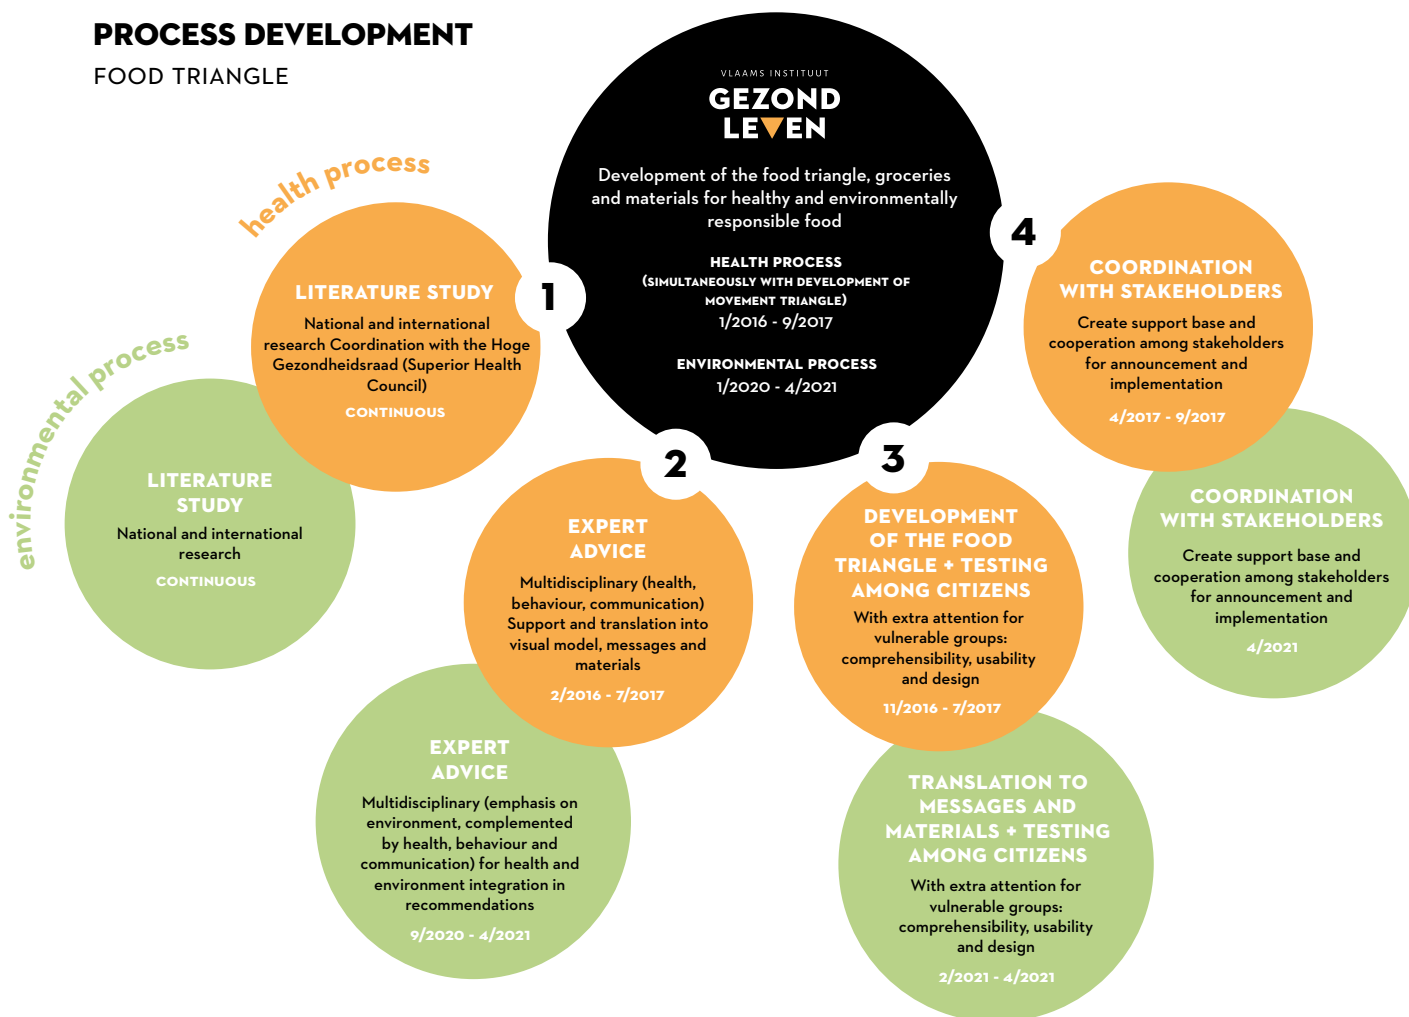 PROCESS DEVELOPMENT
FOOD TRIANGLE
VLAAMS INSTITUUT
GEZOND
LEVEN
Development of the food triangle, groceries
and materials for healthy and environmentally
responsible food
HEALTH PROCESS
(SIMULTANEOUSLY WITH DEVELOPMENT OF
MOVEMENT TRIANGLE)
1/2016 - 9/2017
ENVIRONMENTAL PROCESS
1/2020 - 4/2021
health process
environmental process
1
LITERATURE STUDY
National and international
research Coordination with the Hoge
Gezondheidsraad (Superior Health
Council)
CONTINUOUS
LITERATURE
STUDY
National and international
research
CONTINUOUS
2
EXPERT
ADVICE
Multidisciplinary (health,
behaviour, communication)
Support and translation into
visual model, messages and
materials
2/2016 - 7/2017
EXPERT
ADVICE
Multidisciplinary (emphasis on
environment, complemented
by health, behaviour and
communication) for health and
environment integration in
recommendations
9/2020 - 4/2021
3
DEVELOPMENT
OF THE FOOD
TRIANGLE + TESTING
AMONG CITIZENS
With extra attention for
vulnerable groups:
comprehensibility, usability
and design
11/2016 - 7/2017
TRANSLATION TO
MESSAGES AND
MATERIALS + TESTING
AMONG CITIZENS
With extra attention for
vulnerable groups:
comprehensibility, usability
and design
2/2021 - 4/2021
4
COORDINATION
WITH STAKEHOLDERS
Create support base and
cooperation among stakeholders
for announcement and
implementation
4/2017 - 9/2017
COORDINATION
WITH STAKEHOLDERS
Create support base and
cooperation among stakeholders
for announcement and
implementation
4/2021